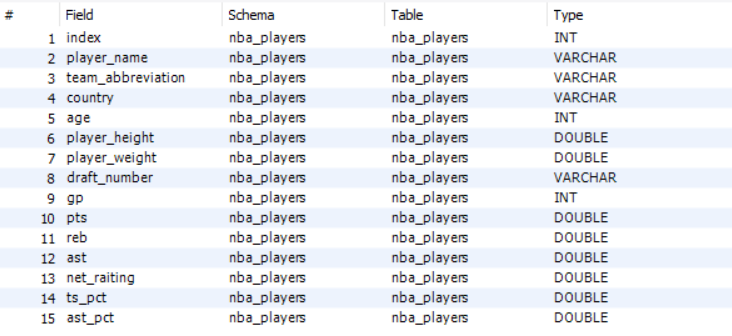 # Field Schema Table Type
1 index nba_players nba_players INT
2 player_name nba_players nba_players VARCHAR
3 team_abbreviation nba_players nba_players VARCHAR
4 country nba_players nba_players VARCHAR
5 age nba_players nba_players INT
6 player_height nba_players nba_players DOUBLE
7 player_weight nba_players nba_players DOUBLE
8 draft_number nba_players nba_players VARCHAR
9 gp nba_players nba_players INT
10 pts nba_players nba_players DOUBLE
11 reb nba_players nba_players DOUBLE
12 ast nba_players nba_players DOUBLE
13 net_raiting nba_players nba_players DOUBLE
14 ts_pct nba_players nba_players DOUBLE
15 ast_pct nba_players nba_players DOUBLE